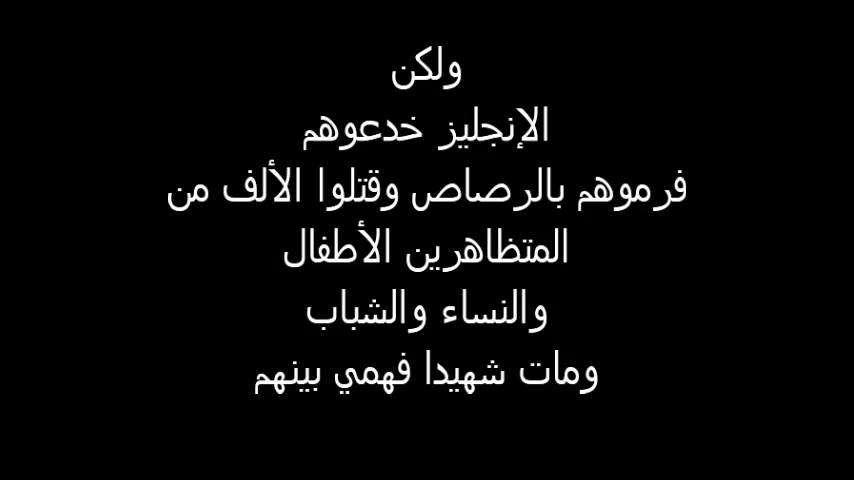 ولكن
الإنجليز خدعوهم
فرموهم بالرصاص وقتلوا الألف من
المتظاهرين الأطفال
والنساء والشباب
ومات شهيدا فهمي بينهم